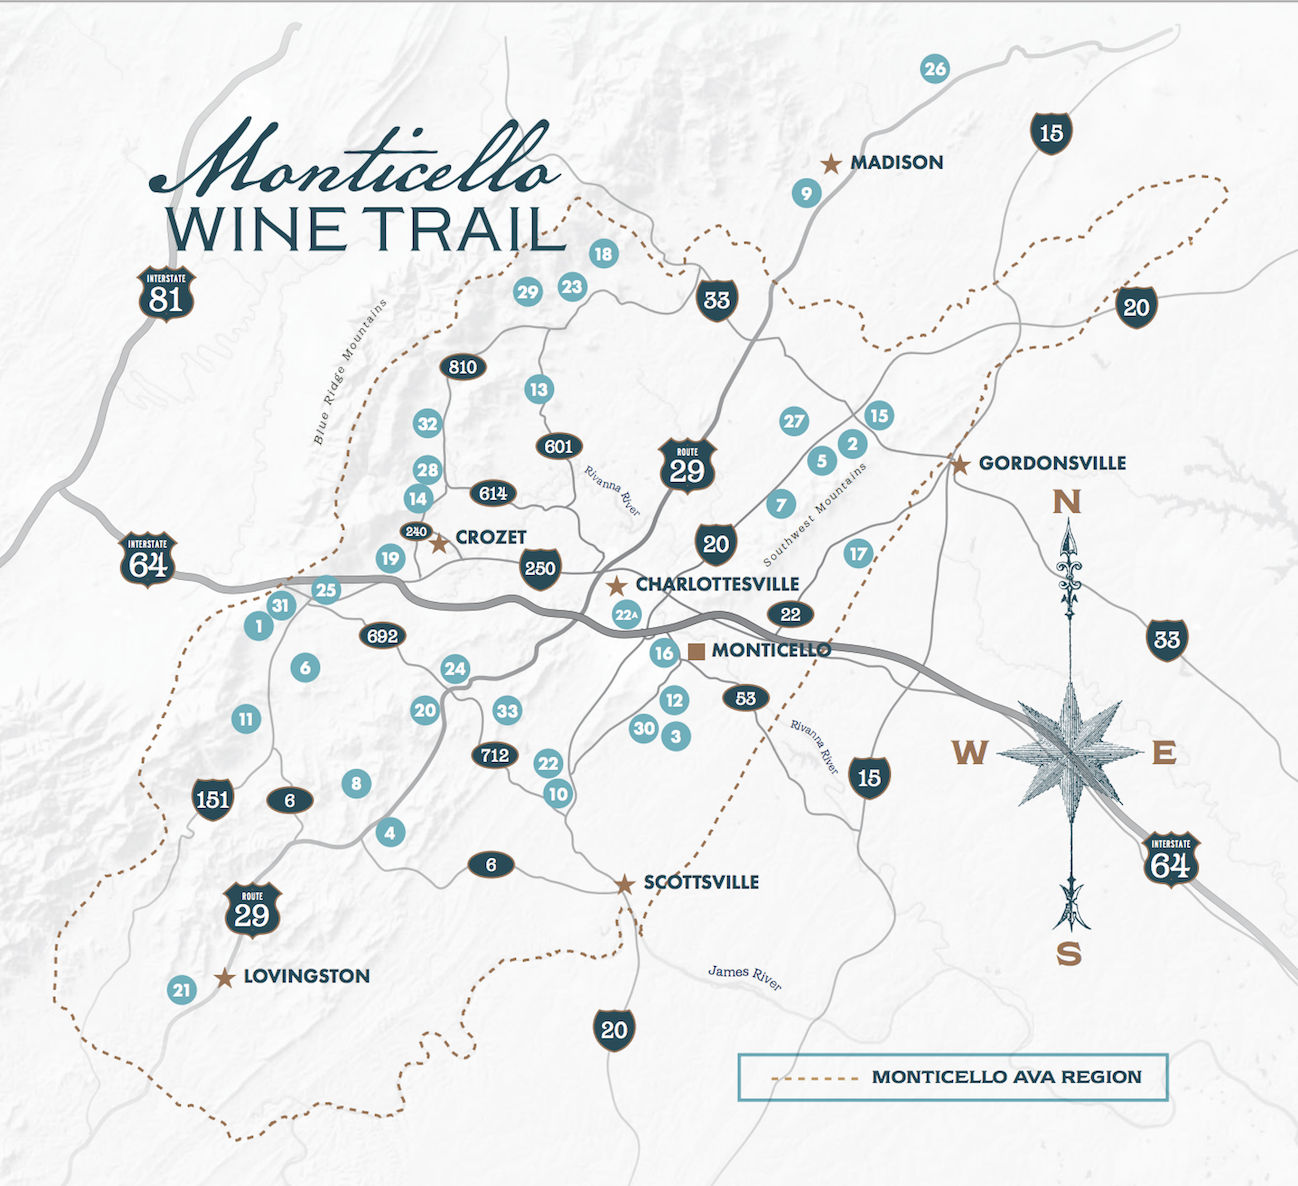 Monticello
WINE TRAIL
26
15
MADISON
9
18
29
23
33
INTERSTATE
81
20
Blue Ridge Mountains
810
13
32
27
15
2
601
5
ROUTE
29
GORDONSVILLE
28
14
614
Rivanna River
7
Southwest Mountains
N
240
CROZET
19
250
20
17
INTERSTATE
64
25
CHARLOTTESVILLE
31
22A
22
1
692
16
MONTICELLO
33
6
24
53
12
20
33
11
30
3
Rivanna River
W
E
712
22
15
8
10
151
6
4
6
SCOTTSVILLE
INTERSTATE
64
ROUTE
29
S
LOVINGSTON
21
James River
20
MONTICELLO AVA REGION